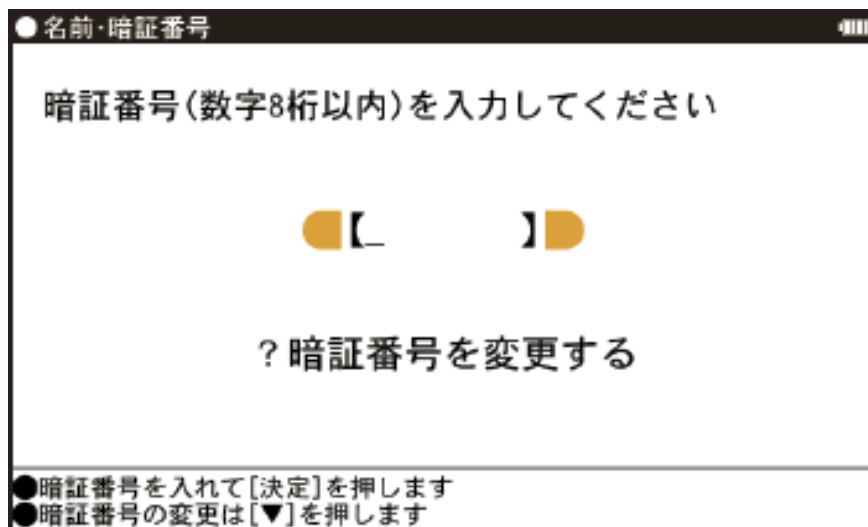 ●名前・暗証番号
暗証番号(数字8桁以内)を入力してください
【_】
?暗証番号を変更する
●暗証番号を入れて[決定]を押します
●暗証番号の変更は[▼]を押します